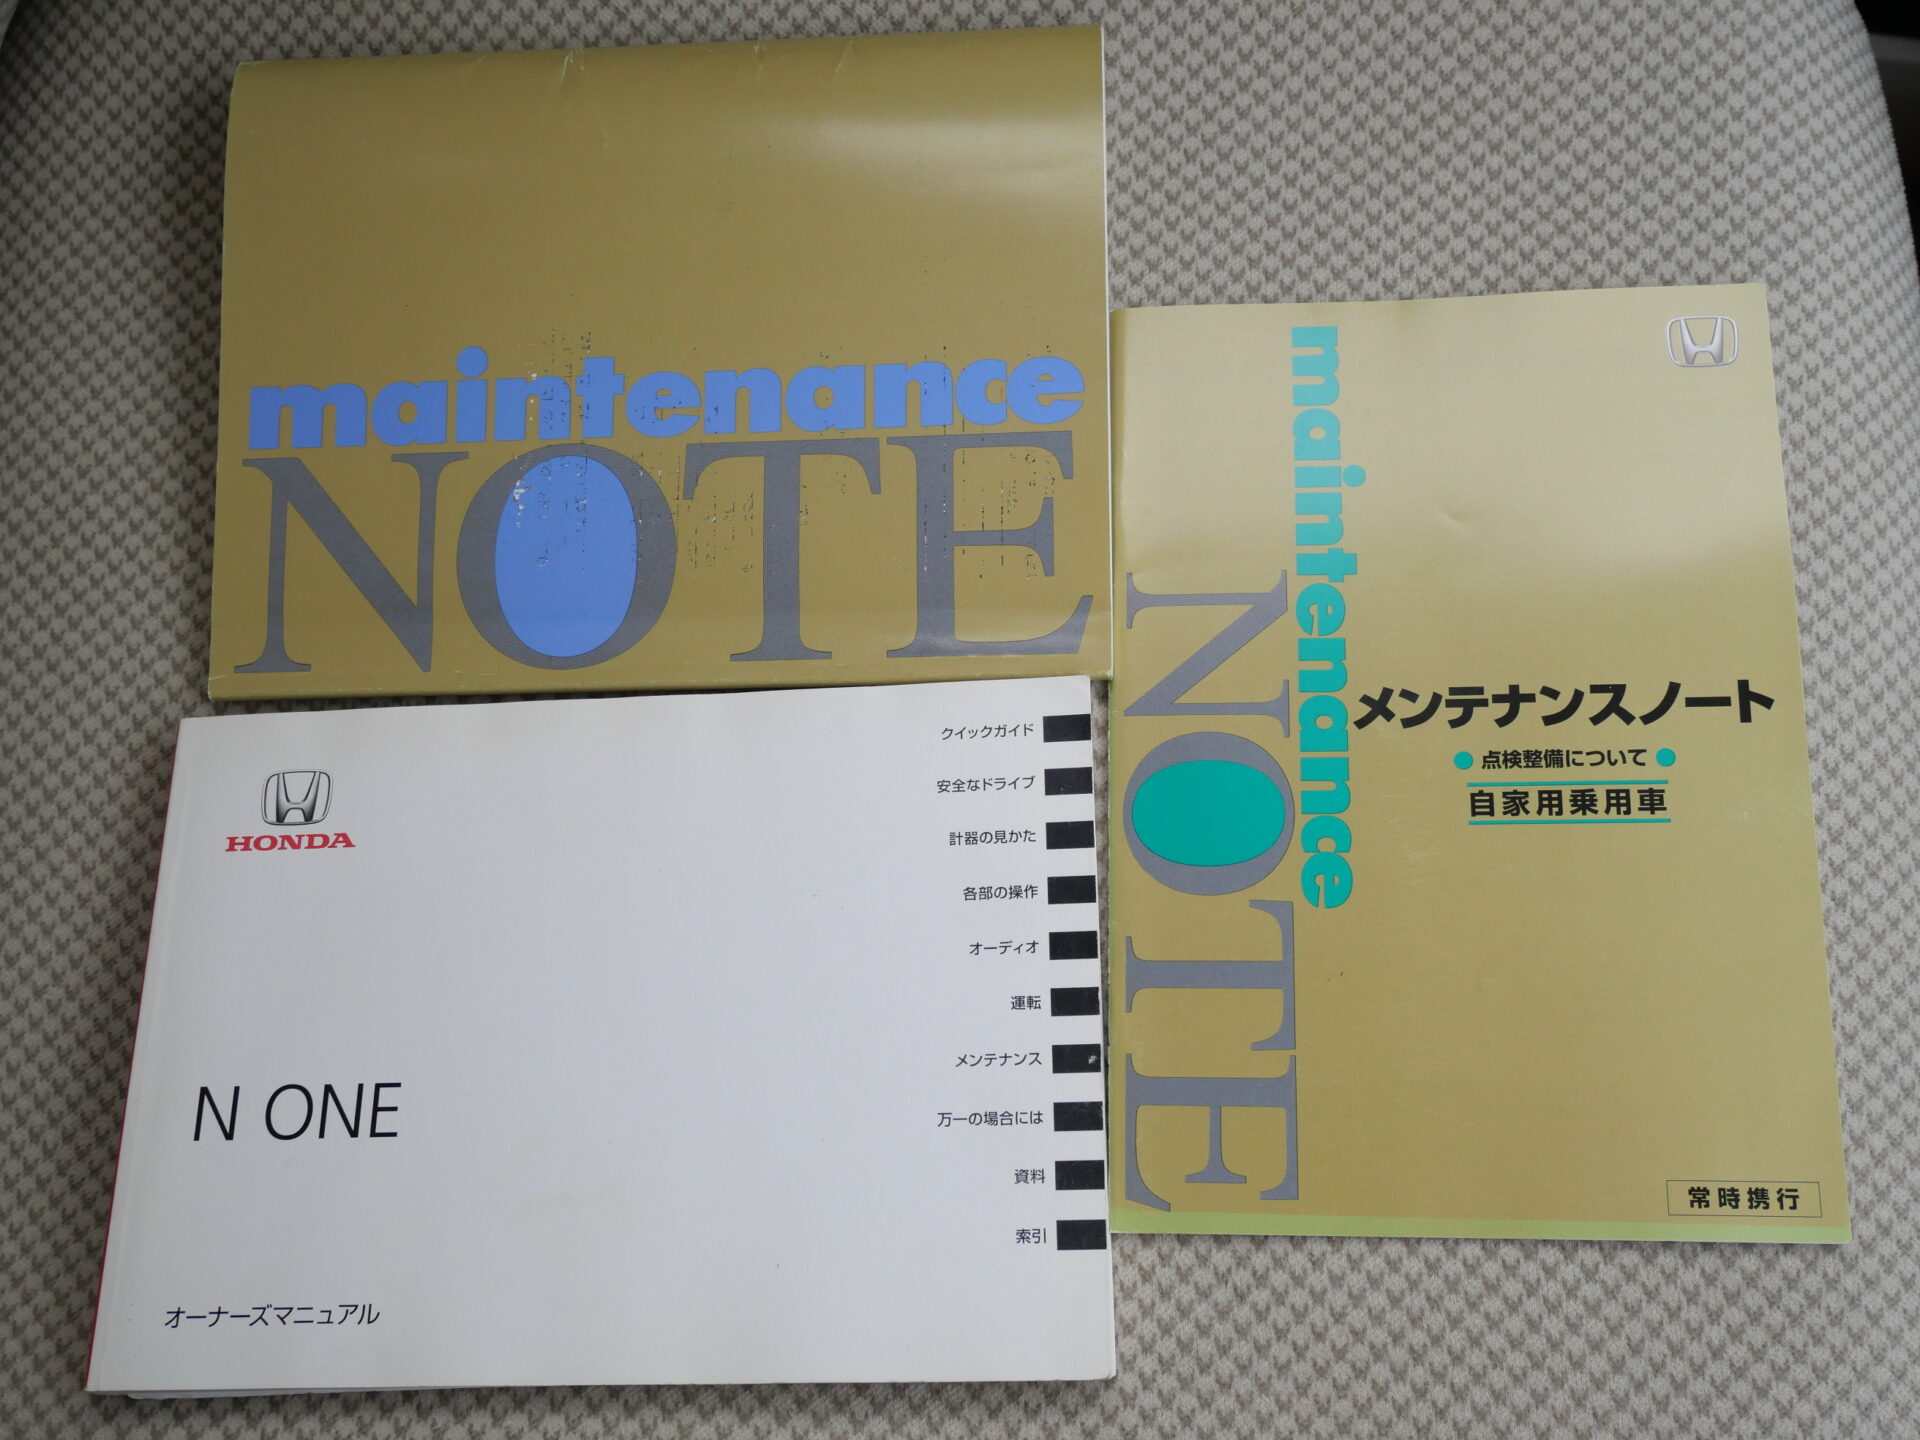 maintenance
NOTE
maintenance
NOTE
メンテナンスノート
● 点検整備について ●
自家用乗用車
常時携行
HONDA
N ONE
オーナーズマニュアル
クイックガイド
安全なドライブ
計器の見かた
各部の操作
オーディオ
運転
メンテナンス
万一の場合には
資料
索引